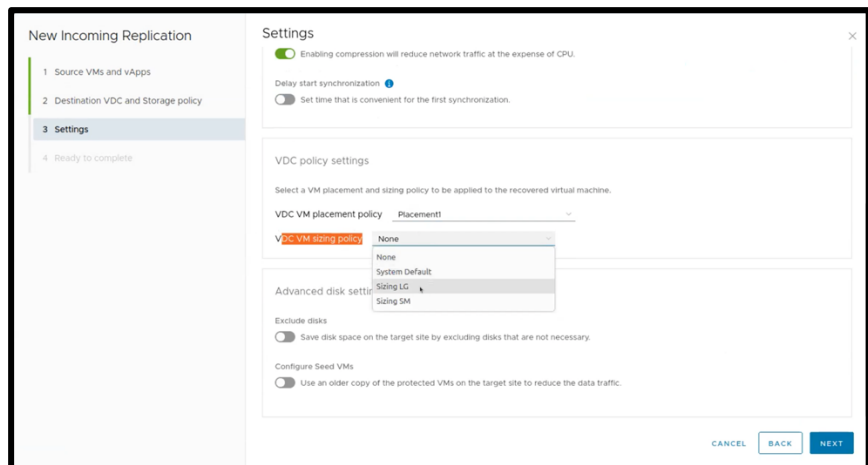 New Incoming Replication
1 Source VMs and vApps
2 Destination VDC and Storage policy
3 Settings
4 Ready to complete
Settings
Enabling compression will reduce network traffic at the expense of CPU.
Delay start synchronization
Set time that is convenient for the first synchronization.
VDC policy settings
Select a VM placement and sizing policy to be applied to the recovered virtual machine.
VDC VM placement policy Placement1
VDC VM sizing policy None
None
System Default
Sizing LG
Sizing SM
Advanced disk settin
Exclude disks
Save disk space on the target site by excluding disks that are not necessary.
Configure Seed VMs
Use an older copy of the protected VMs on the target site to reduce the data traffic.
CANCEL BACK NEXT